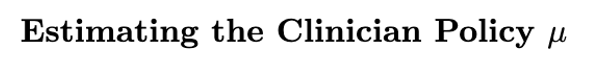 Estimating the Clinician Policy μ